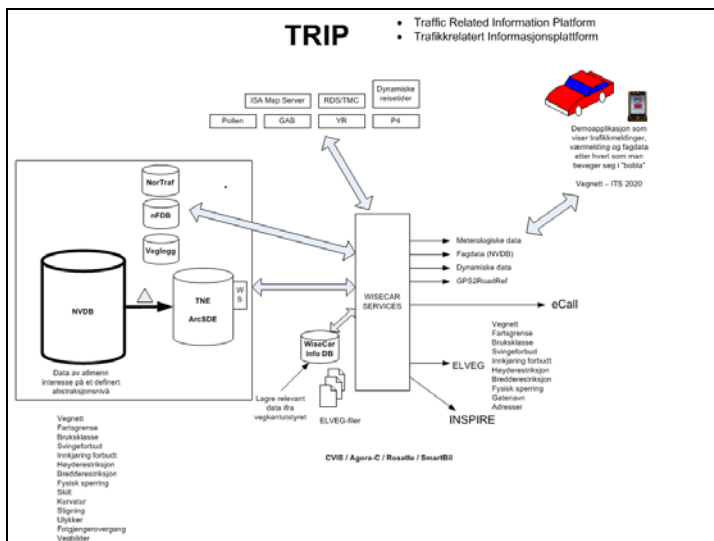 TRIP
• Traffic Related Information Platform
• Trafikkrelatert Informasjonsplattform
ISA Map Server
RDS/TMC
Dynamiske
reisetider
Pollen
GAB
YR
P4
Demoapplikasjon som
viser trafikkmeldinger,
værmelding og fagdata
etter hvert som man
beveger seg i "bobla"
Vegnett – ITS 2020
NorTraf
nFDB
Veglogg
NVDB
TNE
ArcSDE
W
S
Data av allmenn
interesse på et definert
abstraksjonsnivå
WISECAR
SERVICES
WiseCar
Info DB
Lagre relevant
data ifra
vegkantutstyret
ELVEG-filer
Meterologiske data
Fagdata (NVDB)
Dynamiske data
GPS2RoadRef
eCall
ELVEG
INSPIRE
Vegnett
Fartsgrense
Bruksklasse
Svingeforbud
Innkjøring forbudt
Høyderestriksjon
Bredderestriksjon
Fysisk sperring
Gatenavn
Adresser
CVIS / Agora-C / Rosatte / SmartBil
Vegnett
Fartsgrense
Bruksklasse
Svingeforbud
Innkjøring forbudt
Høyderestriksjon
Bredderestriksjon
Fysisk sperring
Skilt
Kurvatur
Stigning
Ulykker
Fotgjengerovergang
Vegbilder